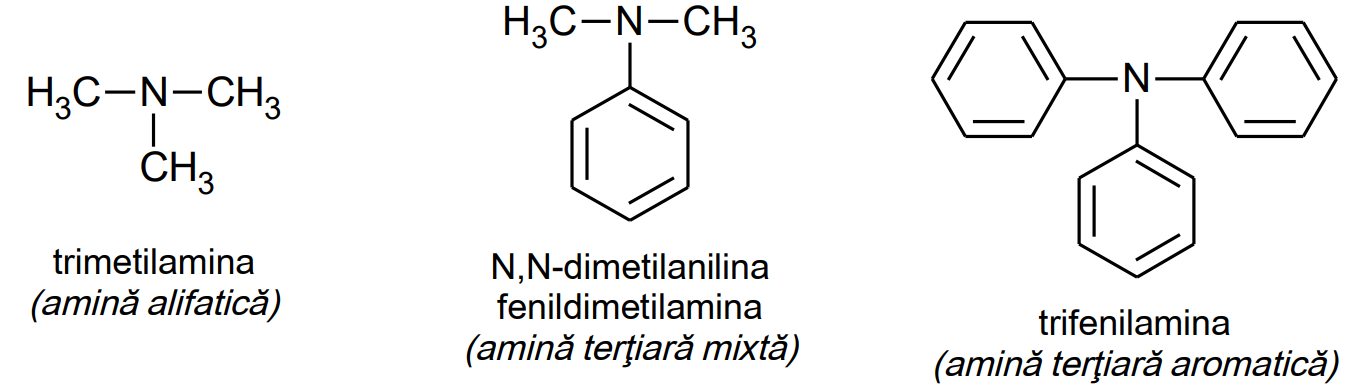 H3C–N–CH3
CH3
trimetilamina
(amină alifatică)
H3C–N–CH3
N,N-dimetilanilina
fenildimetilamina
(amină terţiară mixtă)
N
trifenilamina
(amină terţiară aromatică)